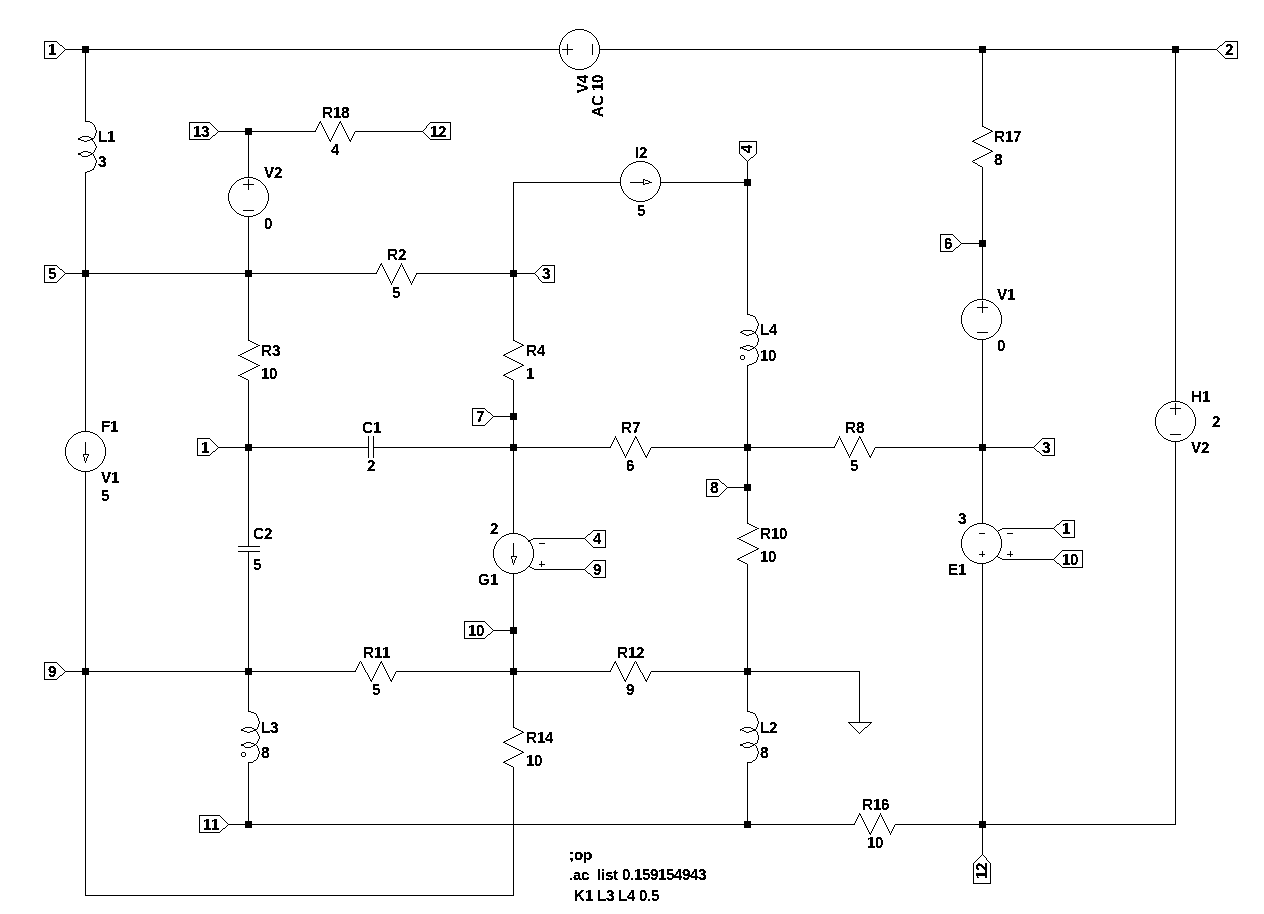 1
V4
AC 10
2
R18
13
12
4
L1
3
V2
0
I2
5
4
R17
8
6
5
R2
3
5
V1
0
R3
10
R4
1
L4
10
H1
2
V2
7
F1
V1
5
1
C1
2
R7
6
R8
5
3
8
C2
5
2
4
9
G1
R10
10
3
1
10
E1
10
9
R11
5
R12
9
L3
8
R14
10
L2
8
11
R16
10
12
;op
.ac list 0.159154943
K1 L3 L4 0.5